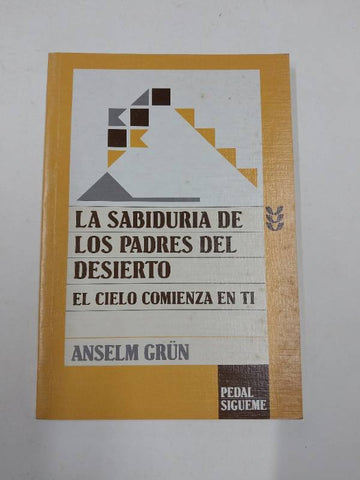 LA SABIDURIA DE
LOS PADRES DEL
DESIERTO
EL CIELO COMIENZA EN TI
ANSELM GRÜN
PEDAL
SIGUEME